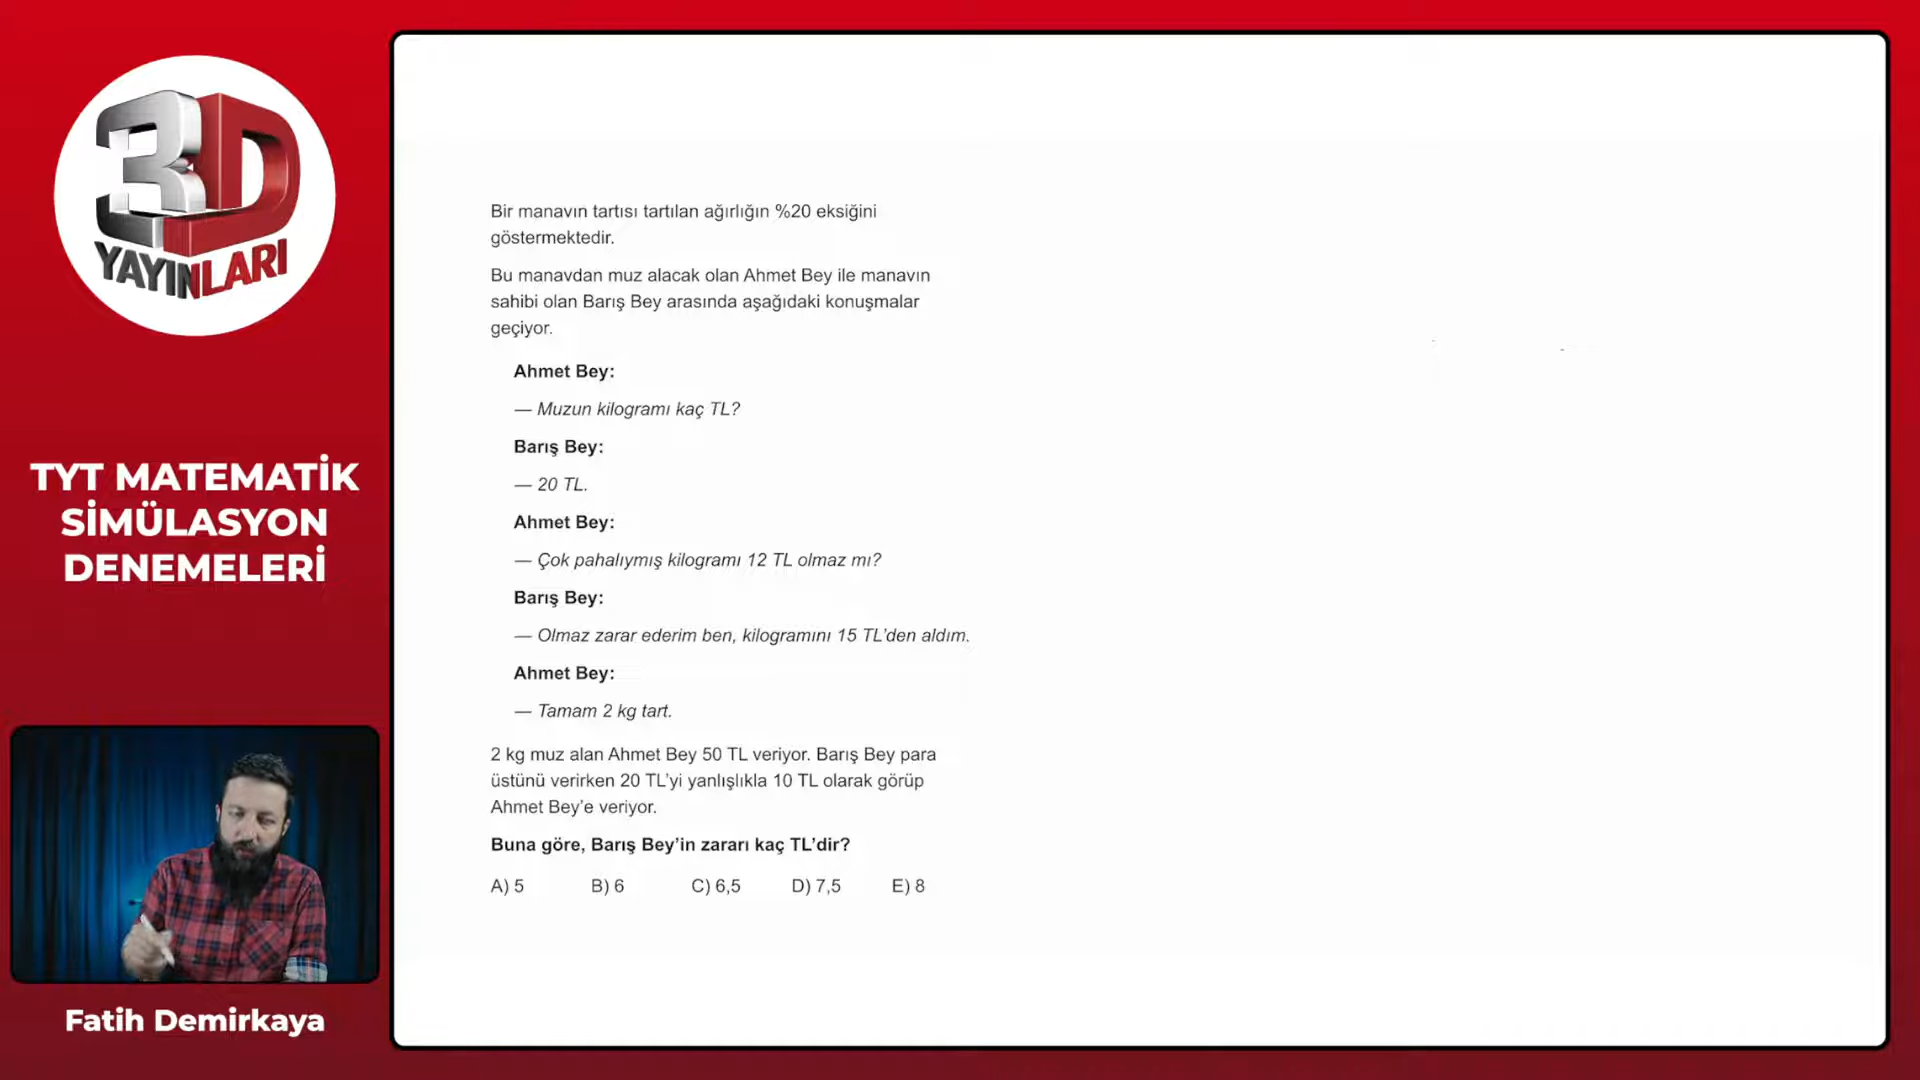 3D
YAYINLARI
TYT MATEMATİK
SİMÜLASYON
DENEMELERİ
Fatih Demirkaya
Bir manavın tartısı tartılan ağırlığın %20 eksiğini
göstermektedir.
Bu manavdan muz alacak olan Ahmet Bey ile manavın
sahibi olan Barış Bey arasında aşağıdaki konuşmalar
geçiyor.
Ahmet Bey:
— Muzun kilogramı kaç TL?
Barış Bey:
— 20 TL.
Ahmet Bey:
— Çok pahalıymış kilogramı 12 TL olmaz mı?
Barış Bey:
— Olmaz zarar ederim ben, kilogramını 15 TL'den aldım.
Ahmet Bey:
— Tamam 2 kg tart.
2 kg muz alan Ahmet Bey 50 TL veriyor. Barış Bey para
üstünü verirken 20 TL'yi yanlışlıkla 10 TL olarak görüp
Ahmet Bey'e veriyor.
Buna göre, Barış Bey'in zararı kaç TL'dir?
A) 5 B) 6 C) 6,5 D) 7,5 E) 8